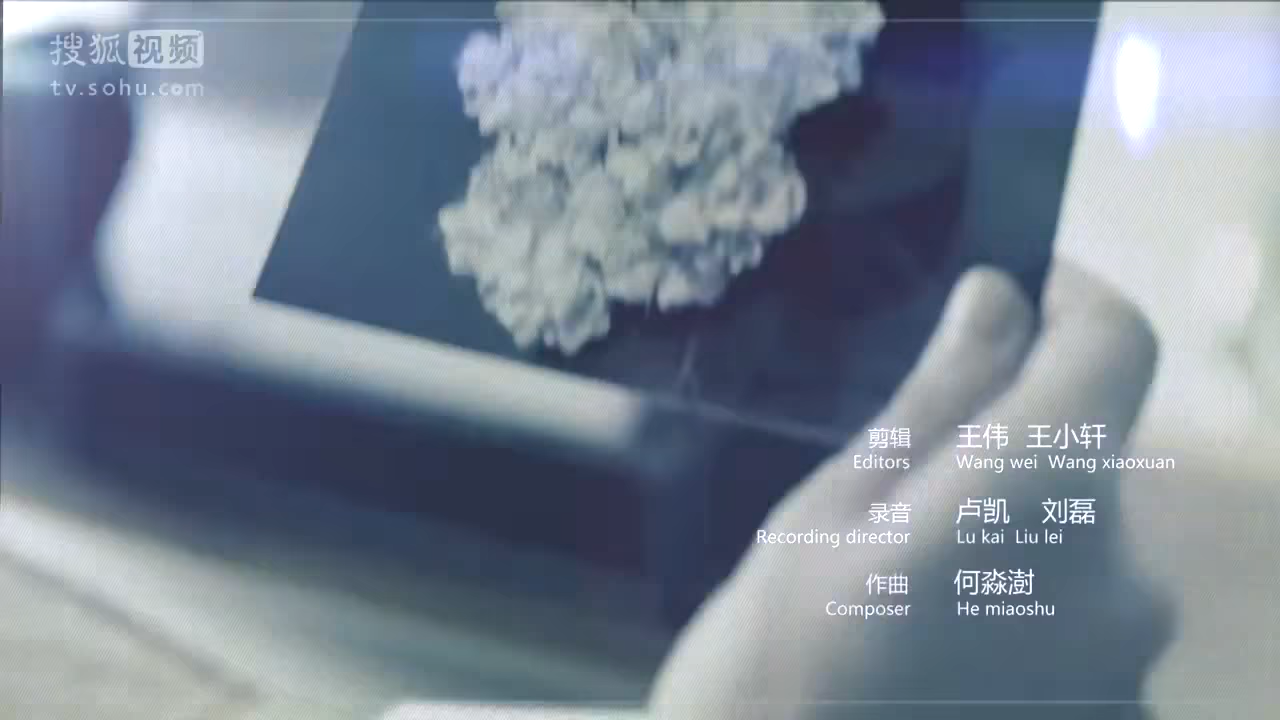 搜狐视频
tv.sohu.com
剪辑 王伟 王小轩
Editors Wang wei Wang xiaoxuan
录音 卢凯 刘磊
Recording director Lu kai Liu lei
作曲 何淼澍
Composer He miaoshu